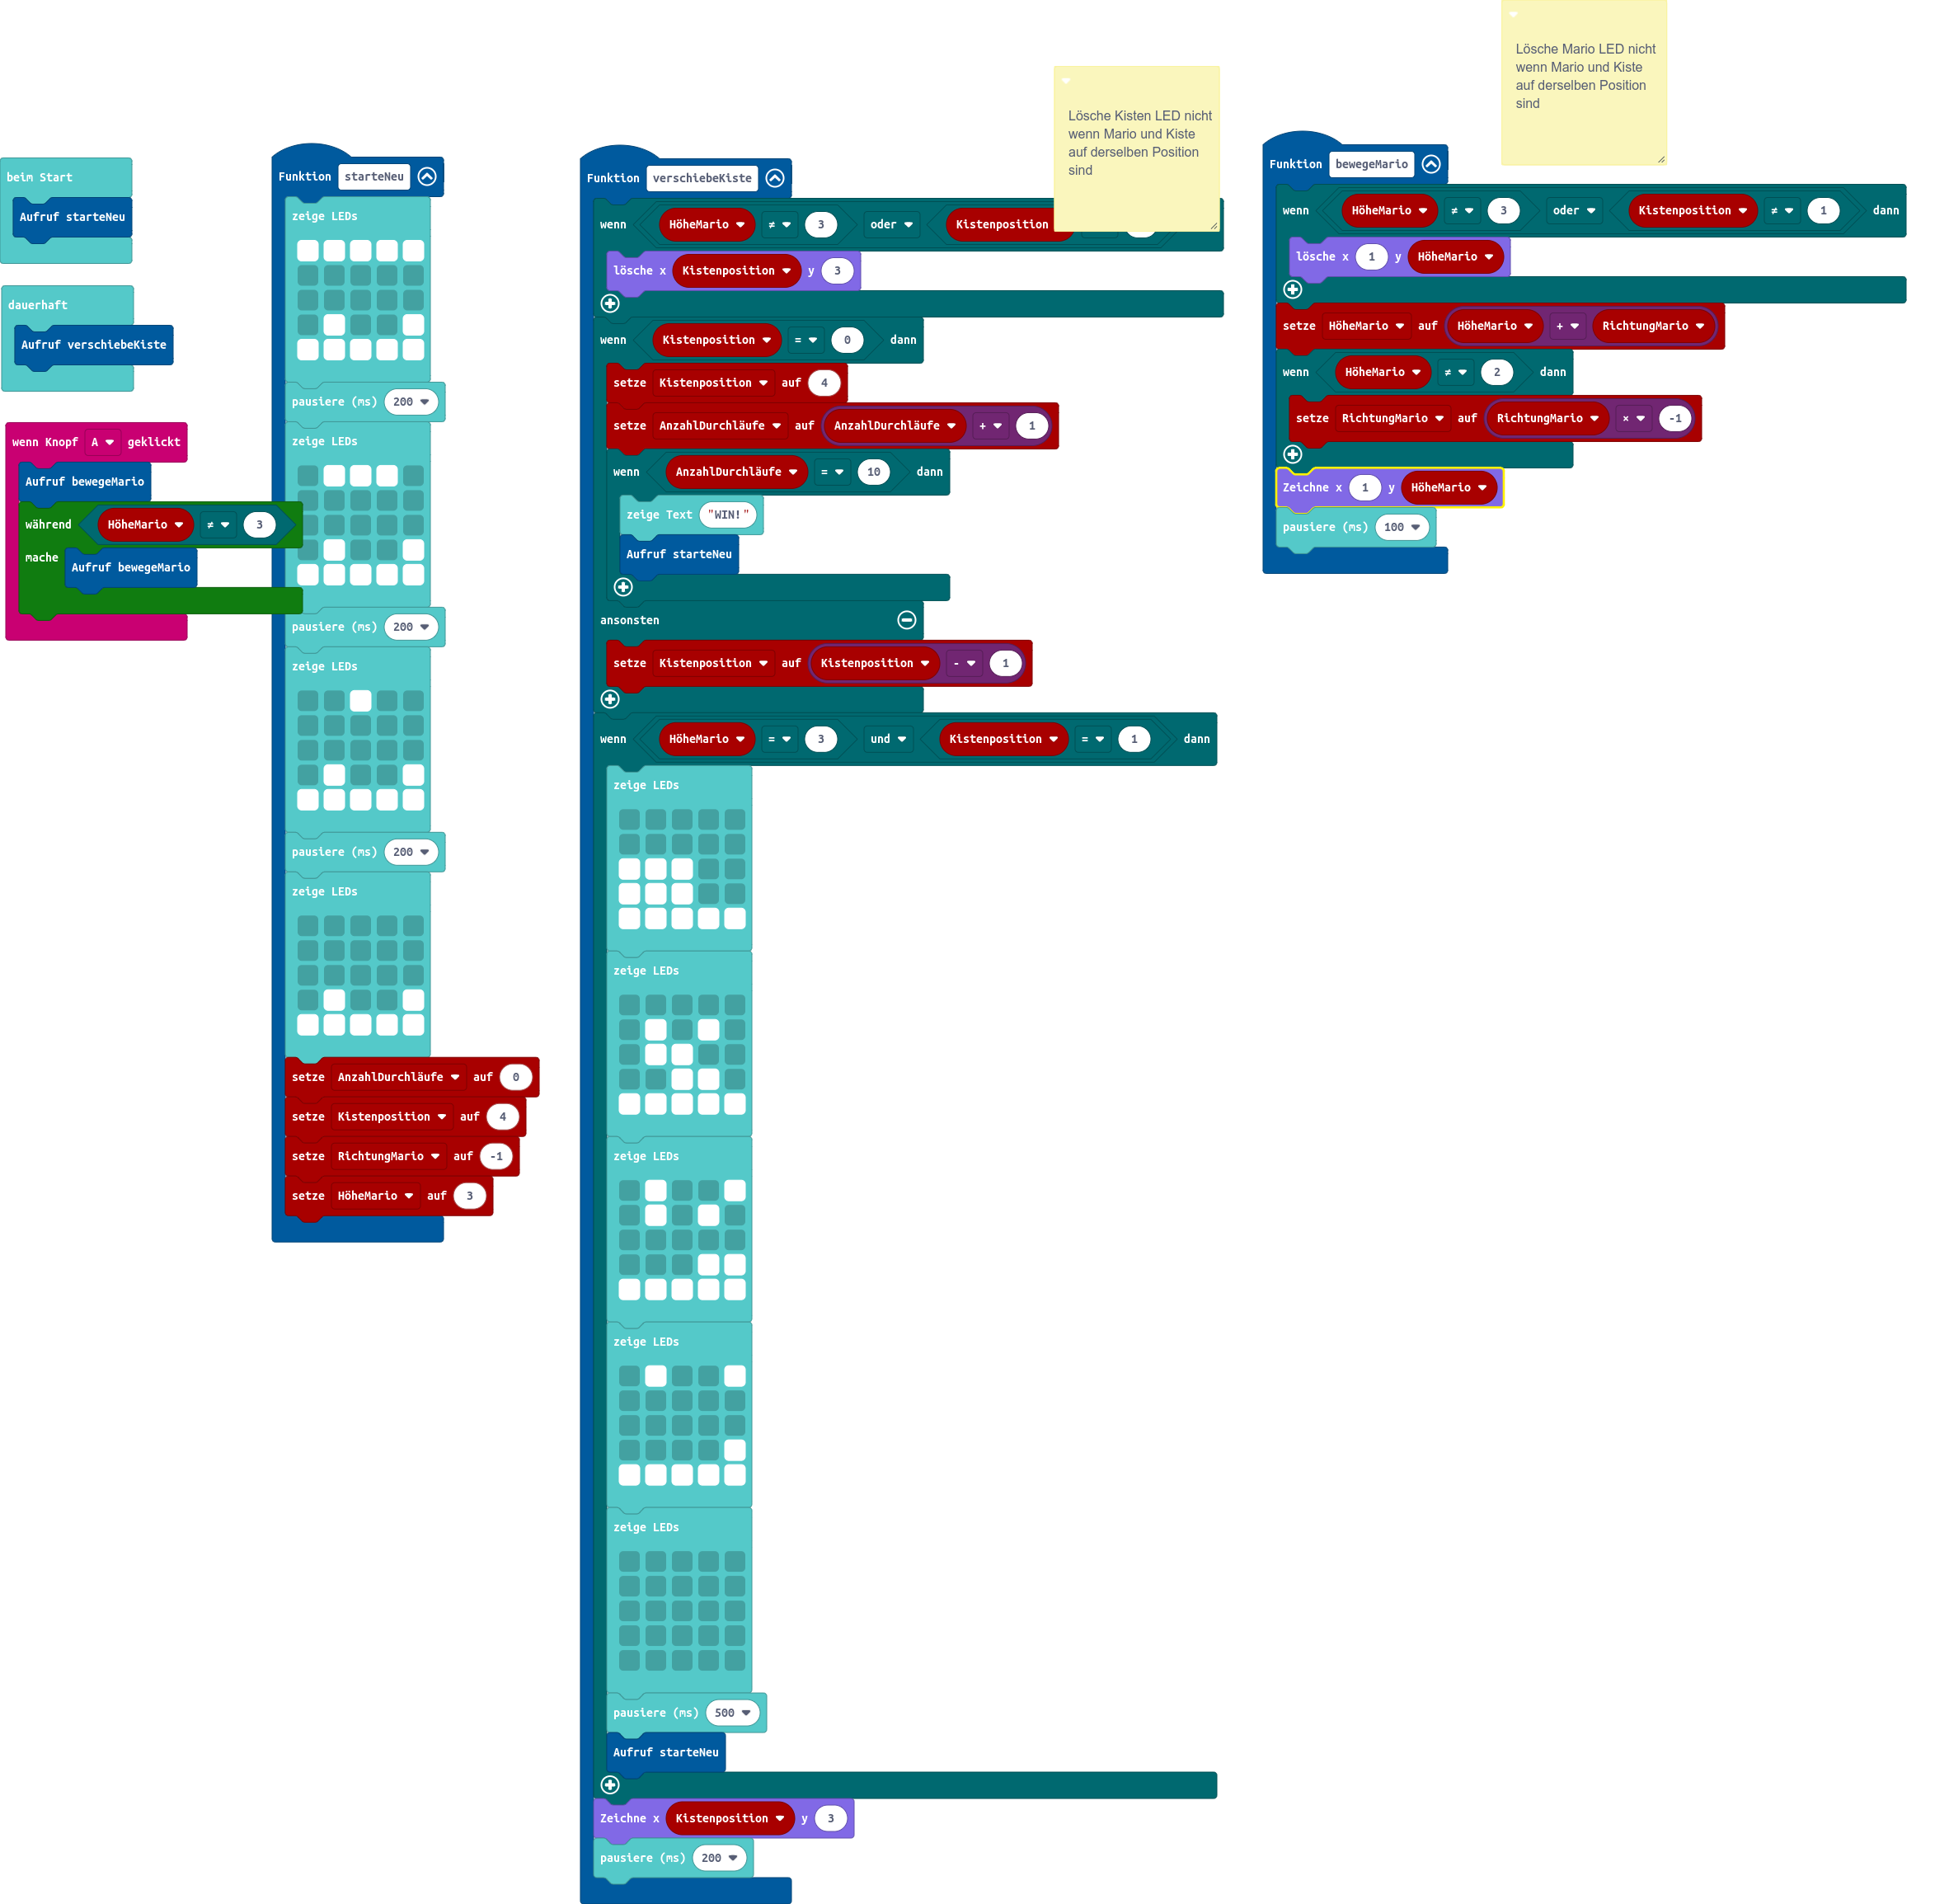 beim Start
Aufruf starteNeu
dauerhaft
Aufruf verschiebeKiste
wenn Knopf A geklickt
Aufruf bewegeMario
während HöheMario ≠ 3
mache Aufruf bewegeMario
Funktion starteNeu
zeige LEDs
pausiere (ms) 200
zeige LEDs
pausiere (ms) 200
zeige LEDs
pausiere (ms) 200
zeige LEDs
setze AnzahlDurchläufe auf 0
setze Kistenposition auf 4
setze RichtungMario auf -1
setze HöheMario auf 3
Lösche Kisten LED nicht
wenn Mario und Kiste
auf derselben Position
sind
Funktion verschiebeKiste
wenn HöheMario ≠ 3 oder Kistenposition
lösche x Kistenposition y 3
wenn Kistenposition = 0 dann
setze Kistenposition auf 4
setze AnzahlDurchläufe auf AnzahlDurchläufe + 1
wenn AnzahlDurchläufe = 10 dann
zeige Text "WIN!"
Aufruf starteNeu
ansonsten
setze Kistenposition auf Kistenposition - 1
wenn HöheMario = 3 und Kistenposition = 1 dann
zeige LEDs
zeige LEDs
zeige LEDs
zeige LEDs
zeige LEDs
pausiere (ms) 500
Aufruf starteNeu
Zeichne x Kistenposition y 3
pausiere (ms) 200
Lösche Mario LED nicht
wenn Mario und Kiste
auf derselben Position
sind
Funktion bewegeMario
wenn HöheMario ≠ 3 oder Kistenposition ≠ 1 dann
lösche x 1 y HöheMario
setze HöheMario auf HöheMario + RichtungMario
wenn HöheMario ≠ 2 dann
setze RichtungMario auf RichtungMario × -1
Zeichne x 1 y HöheMario
pausiere (ms) 100